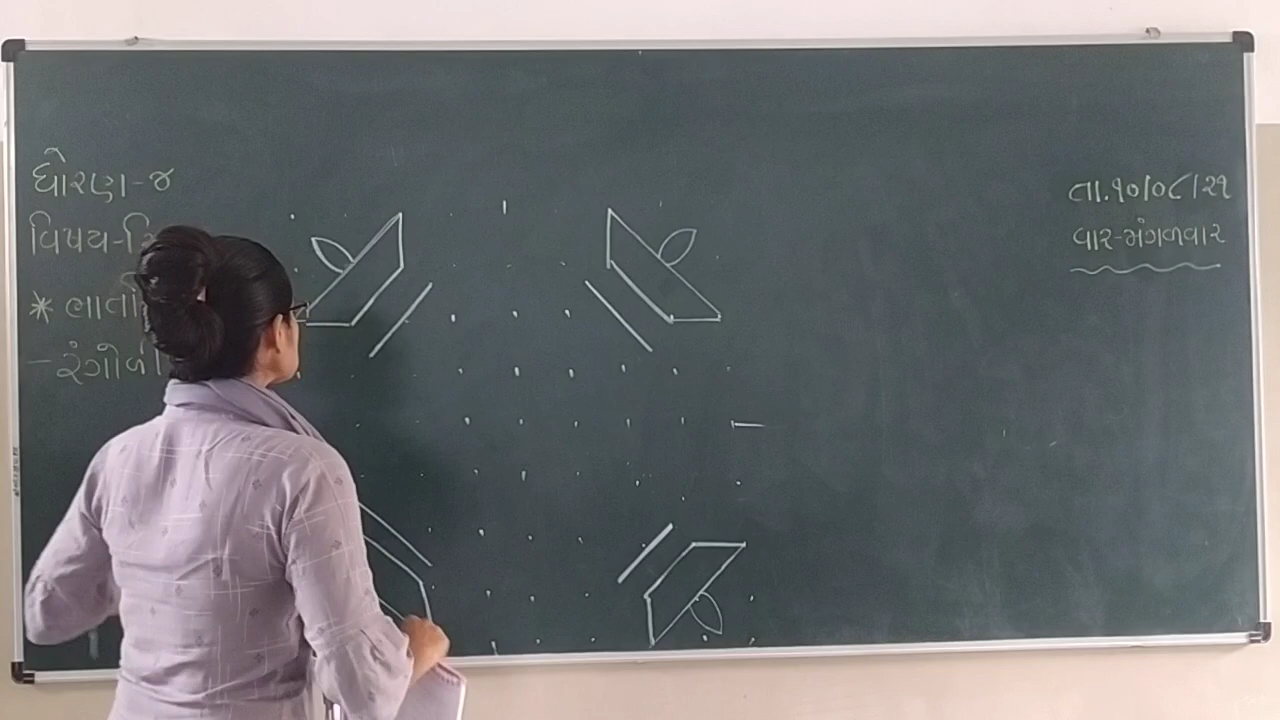 ધોરણ-૪
વિષય-
*
-રંગોળી
તા.૧૦/૦૮/૨૧
વાર-મંગળવાર